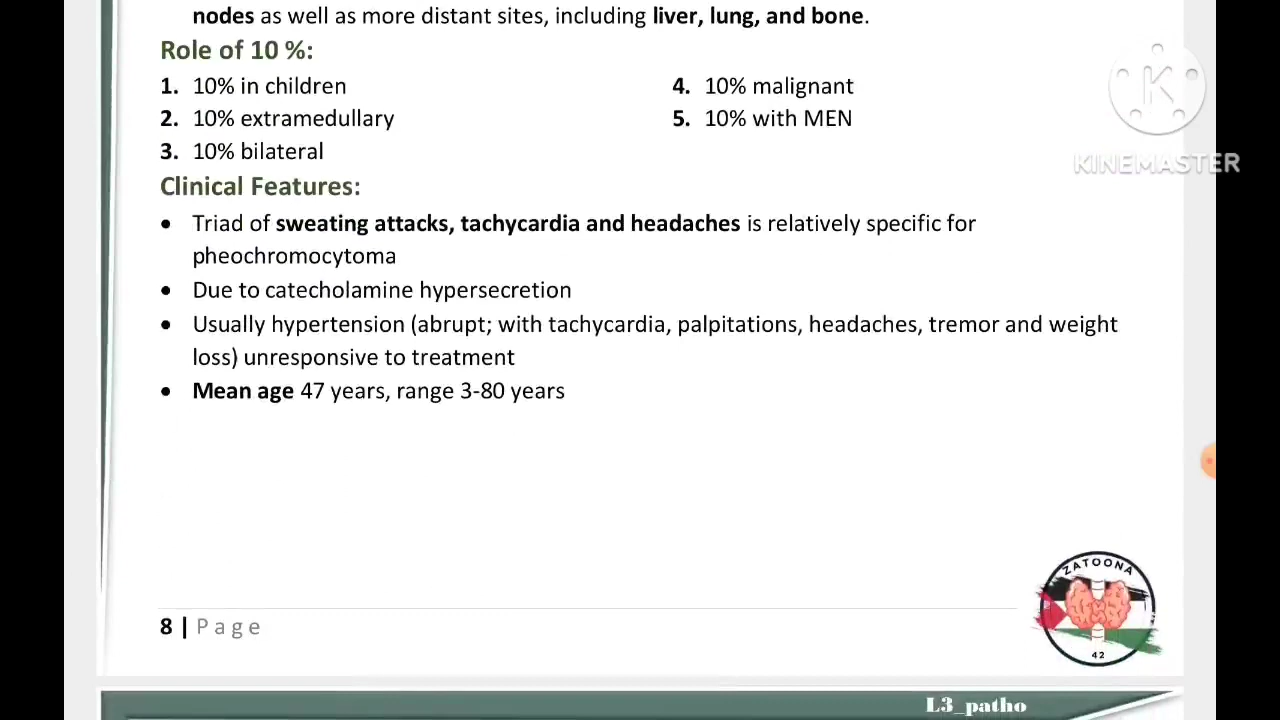 nodes as well as more distant sites, including liver, lung, and bone.
Role of 10 %:
1. 10% in children
2. 10% extramedullary
3. 10% bilateral
4. 10% malignant
5. 10% with MEN
Clinical Features:
• Triad of sweating attacks, tachycardia and headaches is relatively specific for
pheochromocytoma
• Due to catecholamine hypersecretion
• Usually hypertension (abrupt; with tachycardia, palpitations, headaches, tremor and weight
loss) unresponsive to treatment
• Mean age 47 years, range 3-80 years
8 | Page
ZATOONA
42
L3_patho
K
KINEMASTER